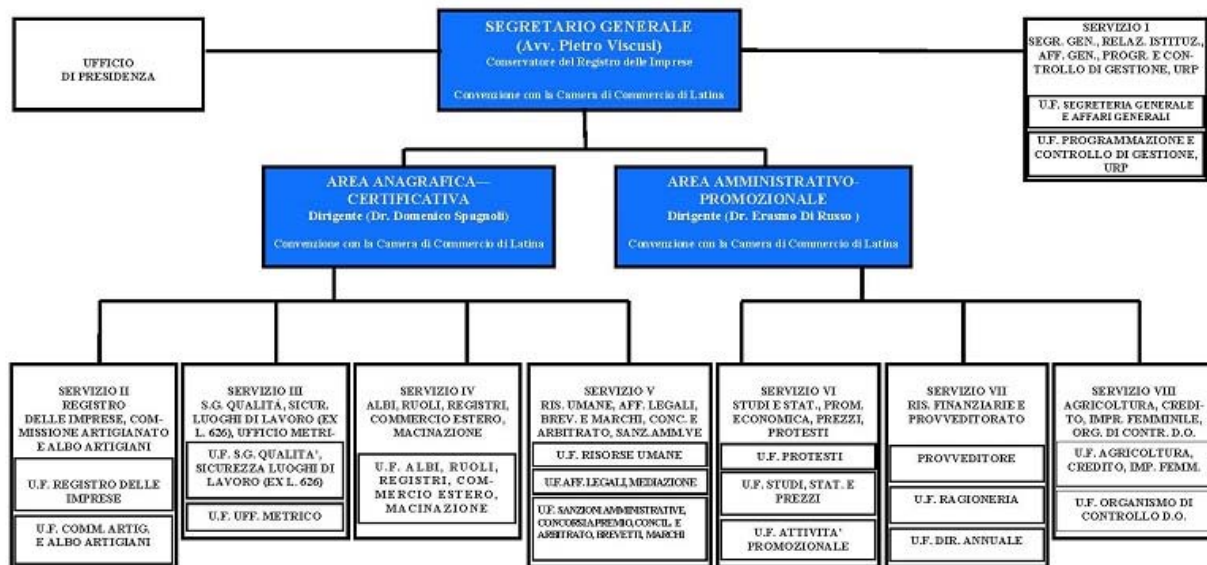 UFFICIO
DI PRESIDENZA
SEGRETARIO GENERALE
(Avv. Pietro Viscusi)
Conservatore del Registro delle Imprese
Convenzione con la Camera di Commercio di Latina
SERVIZIO I
SEGR. GEN., RELAZ. ISTITUZ.,
AFF. GEN., PROGR. E CON-
TROLLO DI GESTIONE, URP
U.F. SEGRETERIA GENERALE
E AFFARI GENERALI
U.F. PROGRAMMAZIONE E
CONTROLLO DI GESTIONE,
URP
AREA ANAGRAFICA—
CERTIFICATIVA
Dirigente (Dr. Domenico Spagnoli)
Convenzione con la Camera di Commercio di Latina
AREA AMMINISTRATIVO-
PROMOZIONALE
Dirigente (Dr. Erasmo Di Russo )
Convenzione con la Camera di Commercio di Latina
SERVIZIO II
REGISTRO
DELLE IMPRESE, COM-
MISSIONE ARTIGIANATO
E ALBO ARTIGIANI
U.F. REGISTRO DELLE
IMPRESE
U.F. COMM. ARTIG.
E ALBO ARTIGIANI
SERVIZIO III
S.G. QUALITÁ, SICUR.
LUOGHI DI LAVORO (EX
L. 626), UFFICIO METRI-
U.F. S.G. QUALITA',
SICUREZZA LUOGHI DI
LAVORO (EX L. 626)
U.F. UFF. METRICO
SERVIZIO IV
ALBI, RUOLI, REGISTRI,
COMMERCIO ESTERO,
MACINAZIONE
U.F. ALBI, RUOLI,
REGISTRI, COM-
MERCIO ESTERO,
MACINAZIONE
SERVIZIO V
RIS. UMANE, AFF. LEGALI,
BREV. E MARCHI, CONC. E
ARBITRATO, SANZ.AMM.VE
U.F. RISORSE UMANE
U.F.AFF. LEGALI, MEDIAZIONE
U.F. SANZIONI AMMINISTRATIVE,
CONCORSI A PREMIO, CONCIL. E
ARBITRATO, BREVETTI, MARCHI
SERVIZIO VI
STUDI E STAT., PROM.
ECONOMICA, PREZZI,
PROTESTI
U.F. PROTESTI
U.F. STUDI, STAT. E
PREZZI
U.F. ATTIVITA'
PROMOZIONALE
SERVIZIO VII
RIS. FINANZIARIE E
PROVVEDITORATO
PROVVEDITORE
U.F. RAGIONERIA
U.F. DIR. ANNUALE
SERVIZIO VIII
AGRICOLTURA, CREDI-
TO, IMPR. FEMMINILE,
ORG. DI CONTR. D.O.
U.F. AGRICOLTURA,
CREDITO, IMP. FEMM.
U.F. ORGANISMO DI
CONTROLLO D.O.